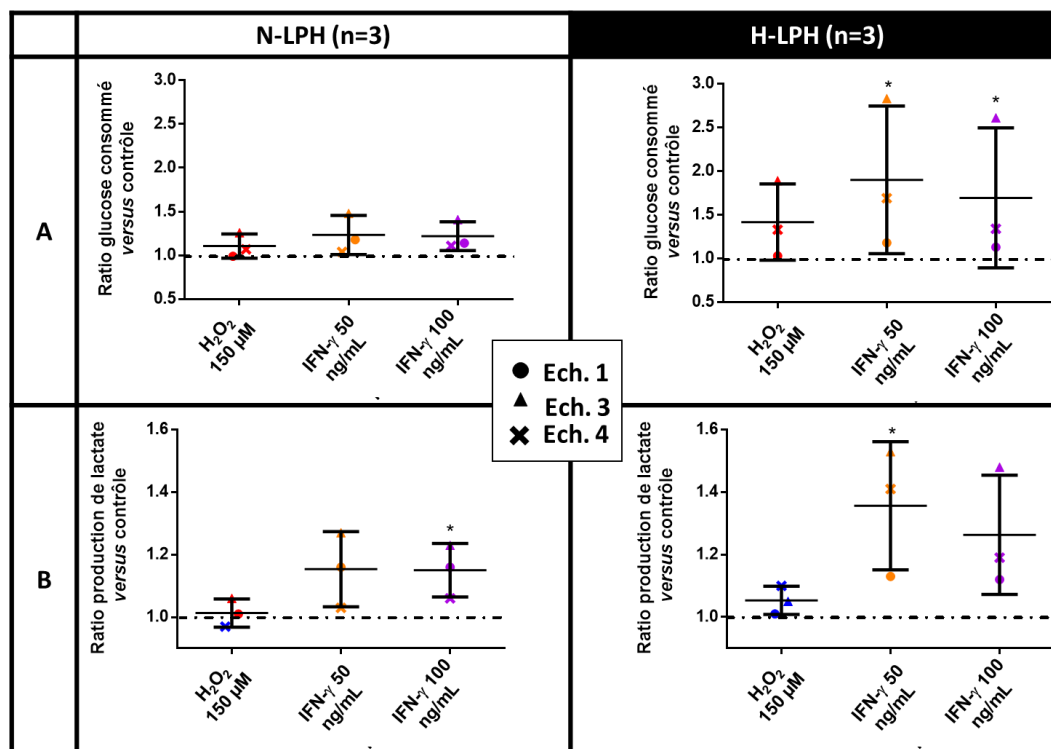 N-LPH (n=3)
H-LPH (n=3)
A
Ratio glucose consommé
versus contrôle
3.0
2.5
2.0
1.5
1.0
0.5
H₂O₂
150 µM
IFN-γ 50
ng/mL
IFN-γ 100
ng/mL
Ratio glucose consommé
versus contrôle
3.0
2.5
2.0
1.5
1.0
0.5
*
*
H₂O₂
150 µM
IFN-γ 50
ng/mL
IFN-γ 100
ng/mL
Ech. 1
Ech. 3
Ech. 4
B
Ratio production de lactate
versus contrôle
1.6
1.4
1.2
1.0
*
H₂O₂
150 µM
IFN-γ 50
ng/mL
IFN-γ 100
ng/mL
Ratio production de lactate
versus contrôle
1.6
1.4
1.2
1.0
*
H₂O₂
150 µM
IFN-γ 50
ng/mL
IFN-γ 100
ng/mL